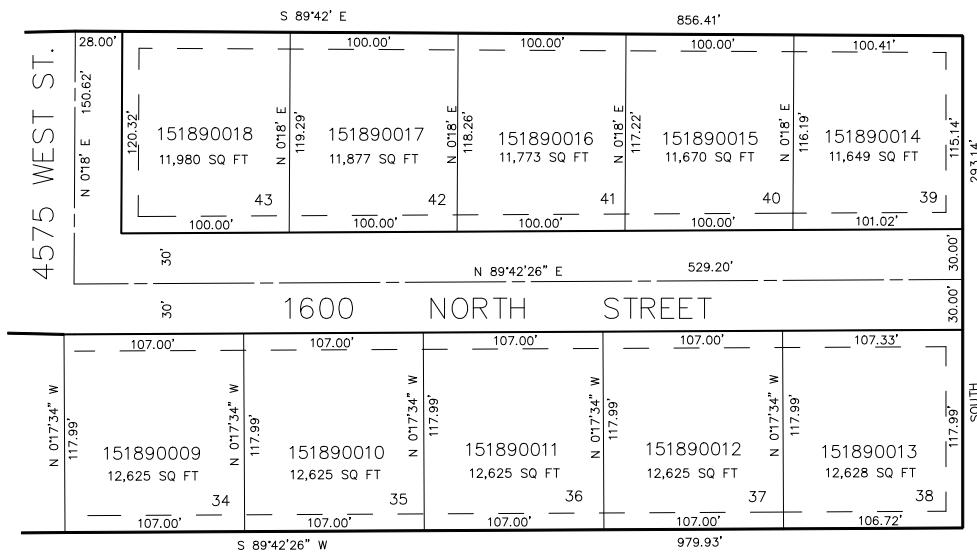 S 89°42' E 856.41'
28.00' 100.00' 100.00' 100.00' 100.41'
4575 WEST ST.
N 0°18' E 150.62'
120.32'
151890018
11,980 SQ FT
43
N 0°18' E
119.29'
151890017
11,877 SQ FT
42
N 0°18' E
118.26'
151890016
11,773 SQ FT
41
N 0°18' E
117.22'
151890015
11,670 SQ FT
40
N 0°18' E
116.19'
151890014
11,649 SQ FT
39
115.14'
293.14'
100.00' 100.00' 100.00' 100.00' 101.02'
30' 30.00'
N 89°42'26" E 529.20'
30' 30.00'
1600 NORTH STREET
107.00' 107.00' 107.00' 107.00' 107.33'
N 0°17'34" W
117.99'
151890009
12,625 SQ FT
34
N 0°17'34" W
117.99'
151890010
12,625 SQ FT
35
N 0°17'34" W
117.99'
151890011
12,625 SQ FT
36
N 0°17'34" W
117.99'
151890012
12,625 SQ FT
37
N 0°17'34" W
117.99'
151890013
12,628 SQ FT
38
117.99'
SOUTH
107.00' 107.00' 107.00' 107.00' 106.72'
S 89°42'26" W 979.93'